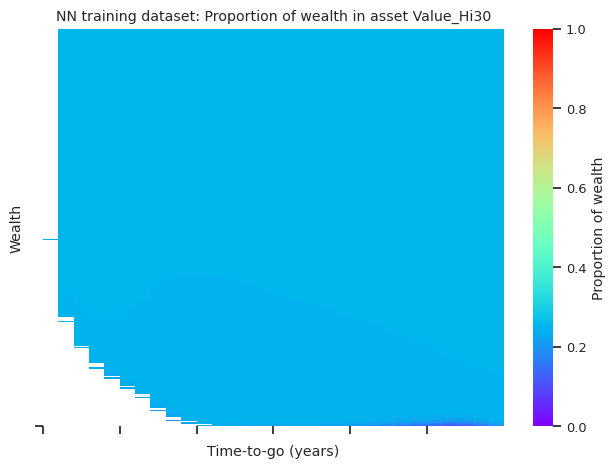 NN training dataset: Proportion of wealth in asset Value_Hi30
1.0
0.8
0.6
0.4
0.2
0.0
Proportion of wealth
Wealth
Time-to-go (years)